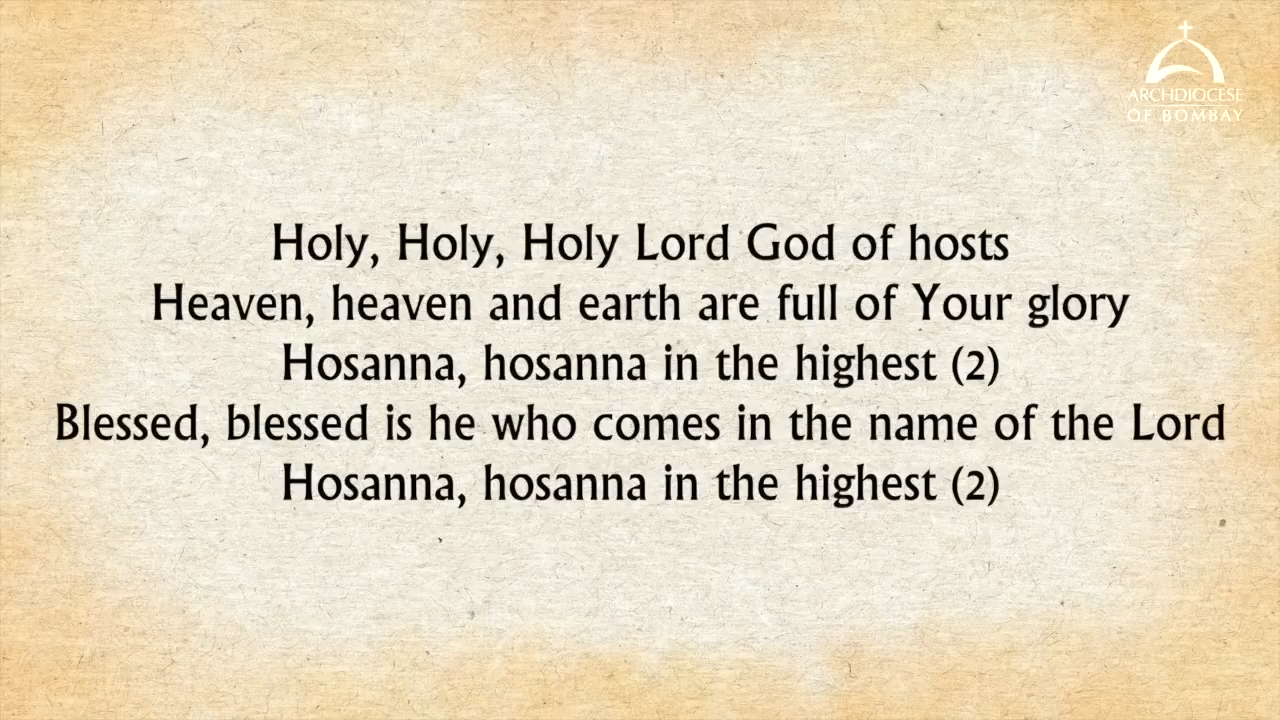 ARCHDIOCESE
OF BOMBAY
Holy, Holy, Holy Lord God of hosts
Heaven, heaven and earth are full of Your glory
Hosanna, hosanna in the highest (2)
Blessed, blessed is he who comes in the name of the Lord
Hosanna, hosanna in the highest (2)